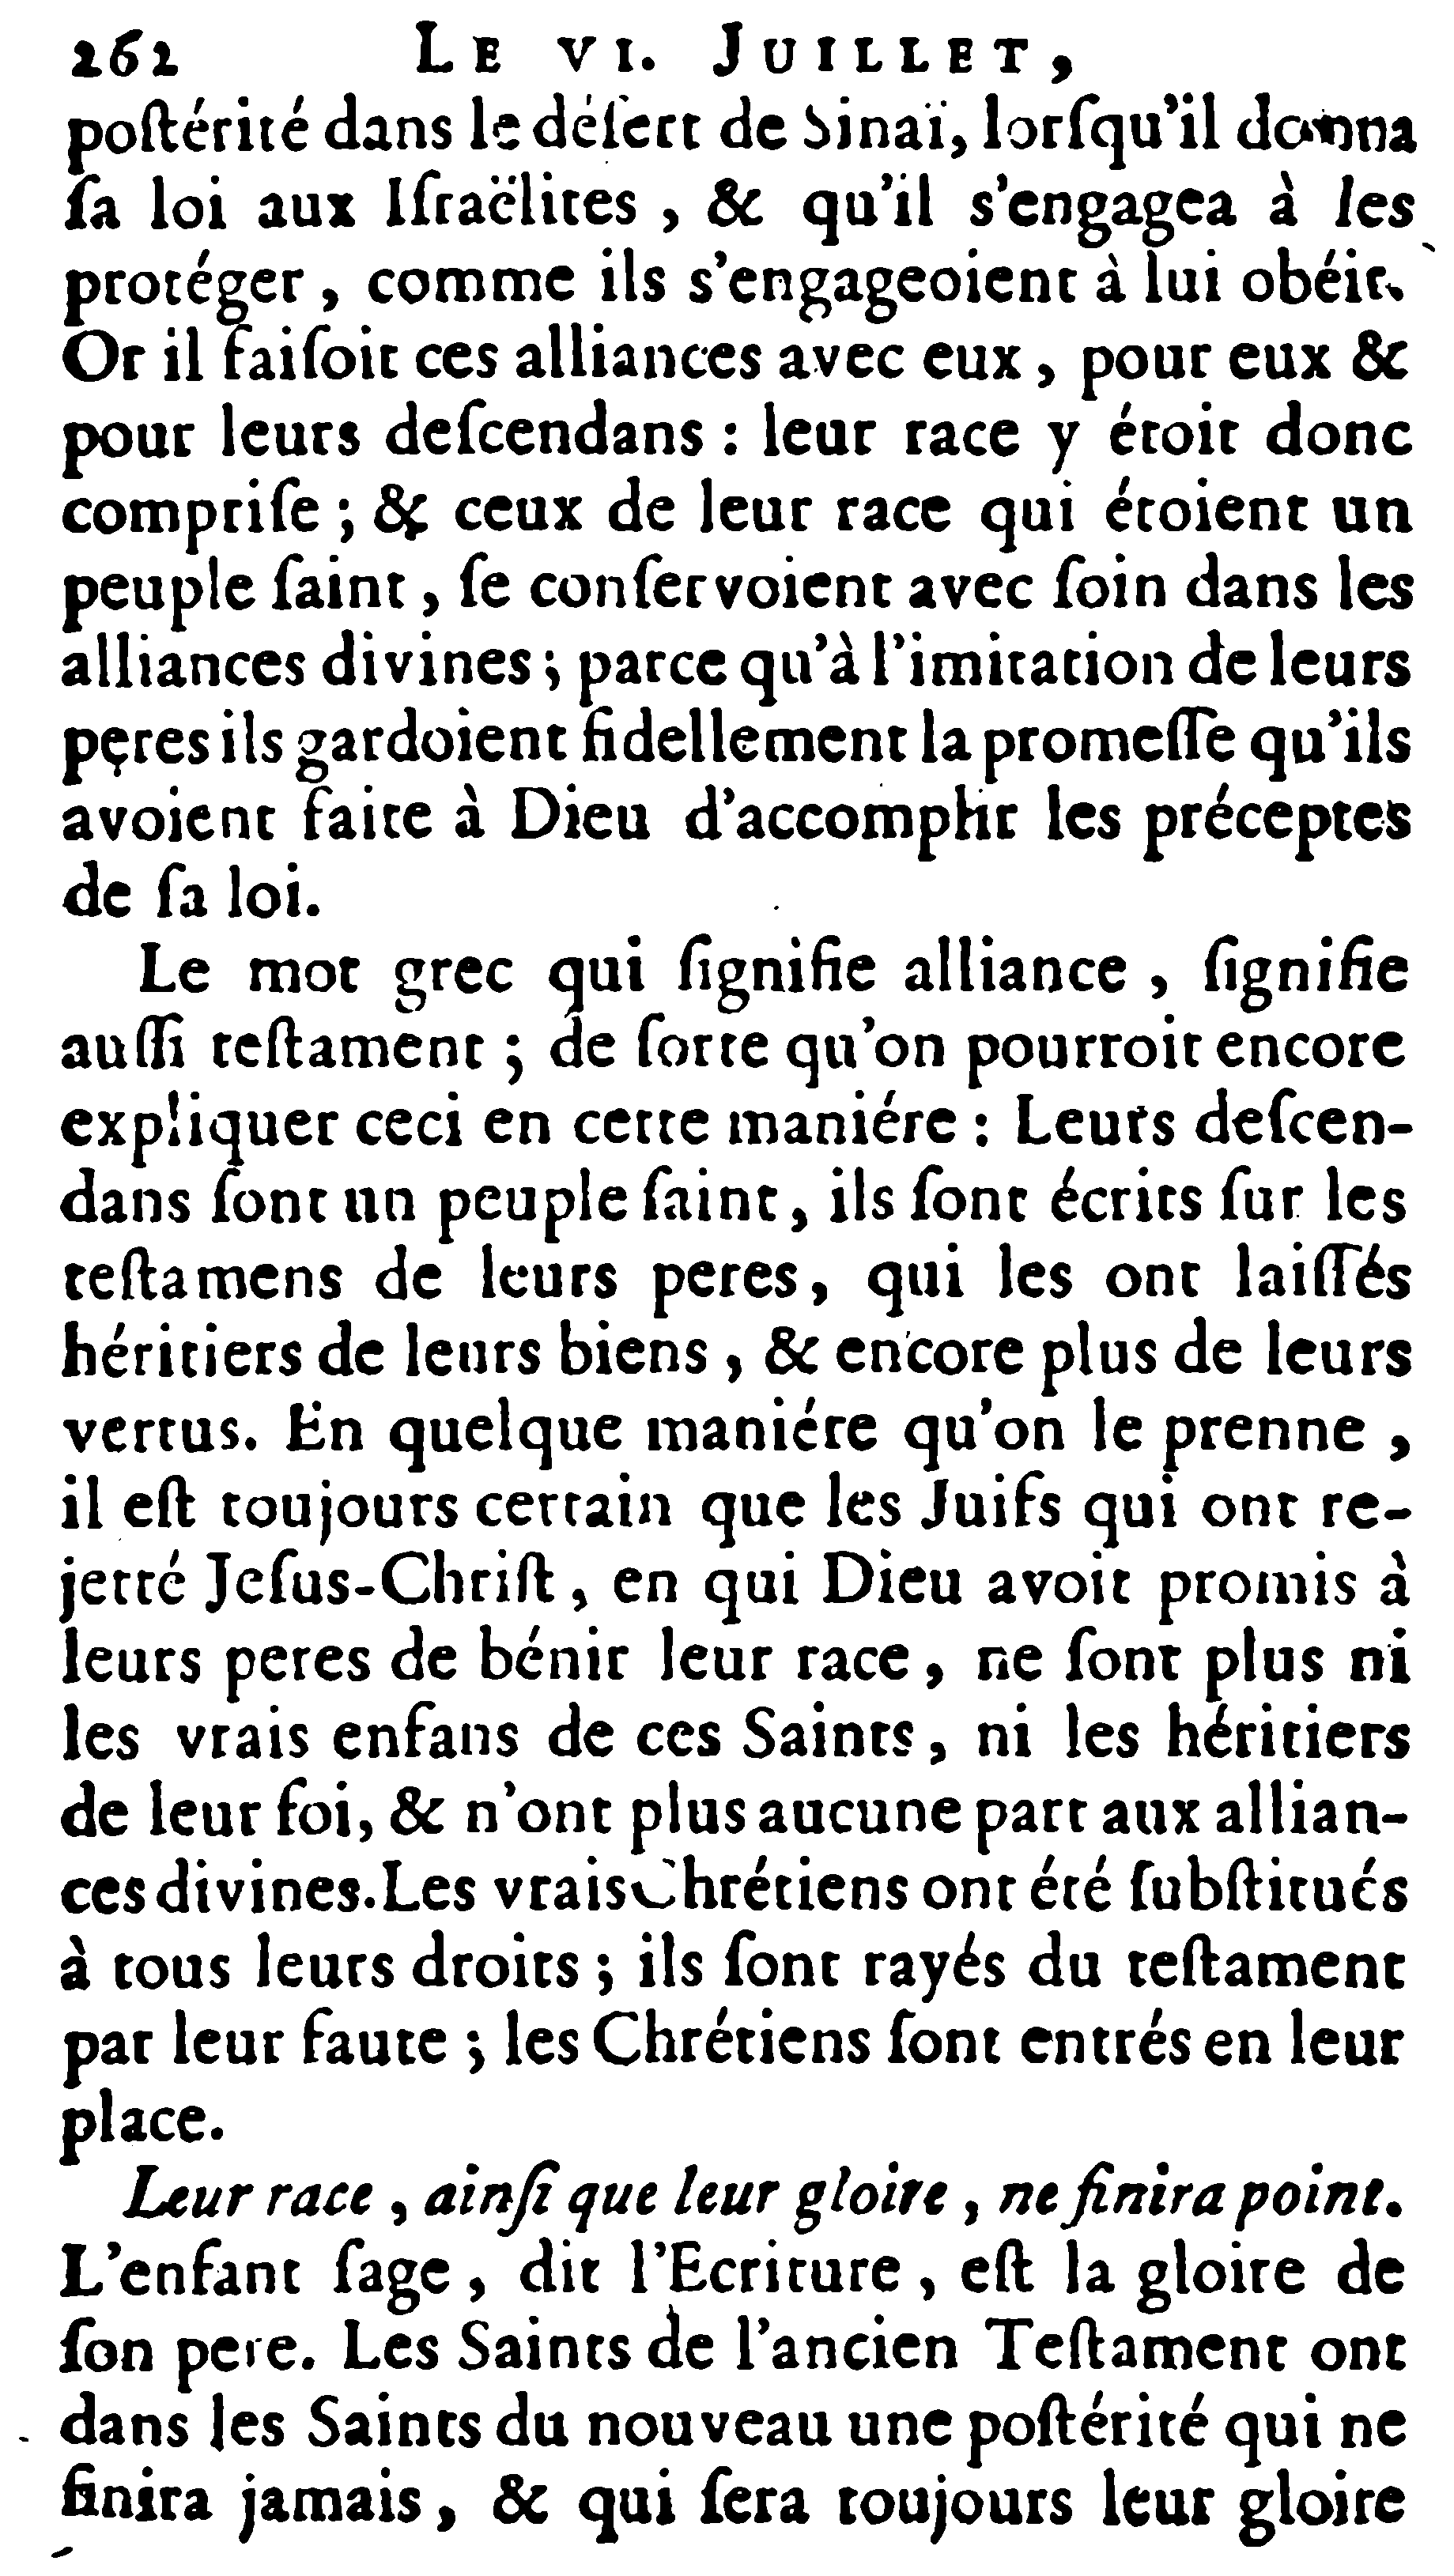 262 LE VI. JUILLET,
poſtérité dans le déſert de Sinaï, lorſqu'il donna
ſa loi aux Iſraëlites, & qu'il s'engagea à les
protéger, comme ils s'engageoient à lui obéir.
Or il faiſoit ces alliances avec eux, pour eux &
pour leurs deſcendans : leur race y étoit donc
compriſe ; & ceux de leur race qui étoient un
peuple ſaint, ſe conſervoient avec ſoin dans les
alliances divines ; parce qu'à l'imitation de leurs
peres ils gardoient fidellement la promeſſe qu'ils
avoient faite à Dieu d'accomplir les préceptes
de ſa loi.
Le mot grec qui ſignifie alliance, ſignifie
auſſi teſtament ; de ſorte qu'on pourroit encore
expliquer ceci en cette maniére : Leurs deſcen-
dans ſont un peuple ſaint, ils ſont écrits ſur les
teſtamens de leurs peres, qui les ont laiſſés
héritiers de leurs biens, & encore plus de leurs
vertus. En quelque maniére qu'on le prenne,
il eſt toujours certain que les Juifs qui ont re-
jetté Jeſus-Chriſt, en qui Dieu avoit promis à
leurs peres de bénir leur race, ne ſont plus ni
les vrais enfans de ces Saints, ni les héritiers
de leur foi, & n'ont plus aucune part aux allian-
ces divines. Les vrais Chrétiens ont été ſubſtitués
à tous leurs droits ; ils ſont rayés du teſtament
par leur faute ; les Chrétiens ſont entrés en leur
place.
Leur race, ainſi que leur gloire, ne finira point.
L'enfant ſage, dit l'Ecriture, eſt la gloire de
ſon pere. Les Saints de l'ancien Teſtament ont
dans les Saints du nouveau une poſtérité qui ne
finira jamais, & qui ſera toujours leur gloire